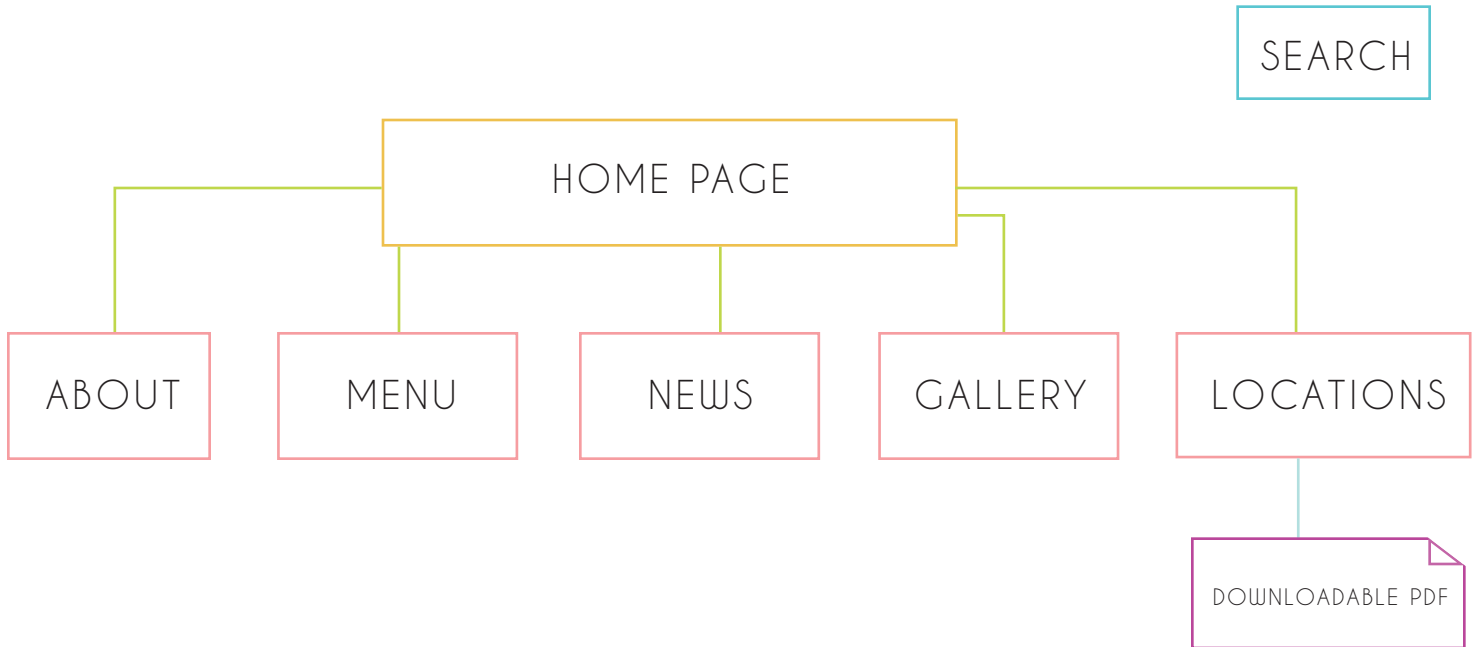 SEARCH
HOME PAGE
ABOUT
MENU
NEWS
GALLERY
LOCATIONS
DOWNLOADABLE PDF